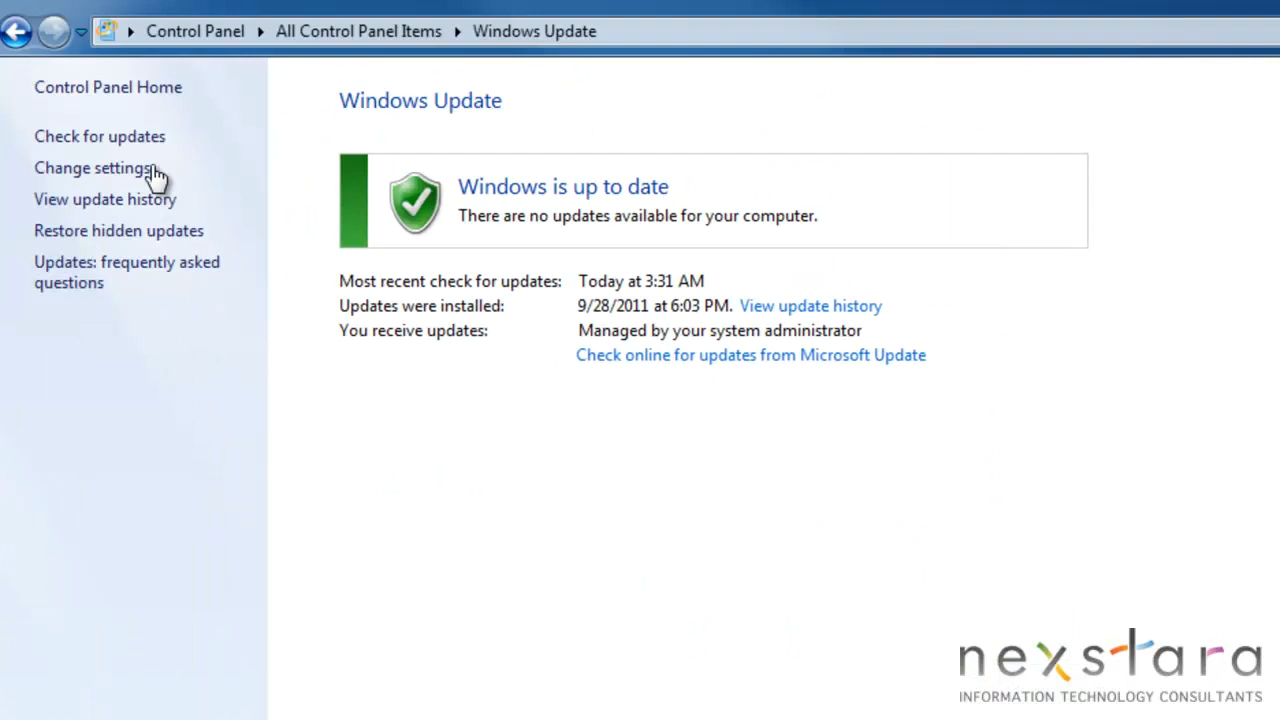 Control Panel All Control Panel Items Windows Update
Control Panel Home
Check for updates
Change settings
View update history
Restore hidden updates
Updates: frequently asked
questions
Windows Update
Windows is up to date
There are no updates available for your computer.
Most recent check for updates: Today at 3:31 AM
Updates were installed: 9/28/2011 at 6:03 PM. View update history
You receive updates: Managed by your system administrator
Check online for updates from Microsoft Update
nexstara
INFORMATION TECHNOLOGY CONSULTANTS